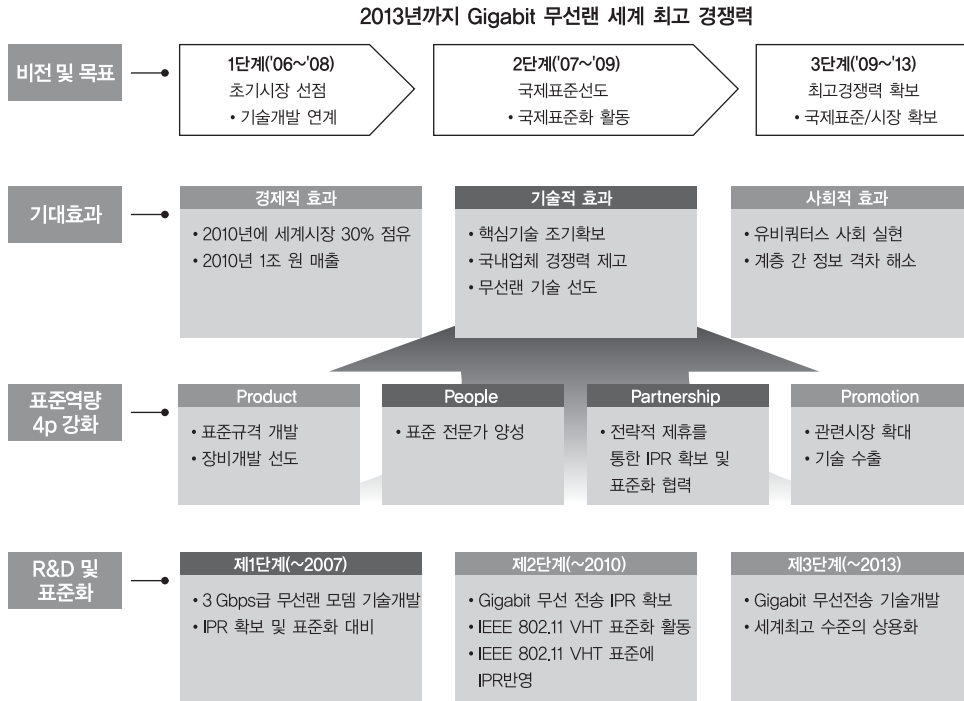 2013년까지 Gigabit 무선랜 세계 최고 경쟁력
비전 및 목표
1단계('06~'08)
초기시장 선점
• 기술개발 연계
2단계('07~'09)
국제표준선도
• 국제표준화 활동
3단계('09~'13)
최고경쟁력 확보
• 국제표준/시장 확보
기대효과
경제적 효과
• 2010년에 세계시장 30% 점유
• 2010년 1조 원 매출
기술적 효과
• 핵심기술 조기확보
• 국내업체 경쟁력 제고
• 무선랜 기술 선도
사회적 효과
• 유비쿼터스 사회 실현
• 계층 간 정보 격차 해소
표준역량
4p 강화
Product
• 표준규격 개발
• 장비개발 선도
People
• 표준 전문가 양성
Partnership
• 전략적 제휴를
통한 IPR 확보 및
표준화 협력
Promotion
• 관련시장 확대
• 기술 수출
R&D 및
표준화
제1단계(~2007)
• 3 Gbps급 무선랜 모뎀 기술개발
• IPR 확보 및 표준화 대비
제2단계(~2010)
• Gigabit 무선 전송 IPR 확보
• IEEE 802.11 VHT 표준화 활동
• IEEE 802.11 VHT 표준에
IPR반영
제3단계(~2013)
• Gigabit 무선전송 기술개발
• 세계최고 수준의 상용화